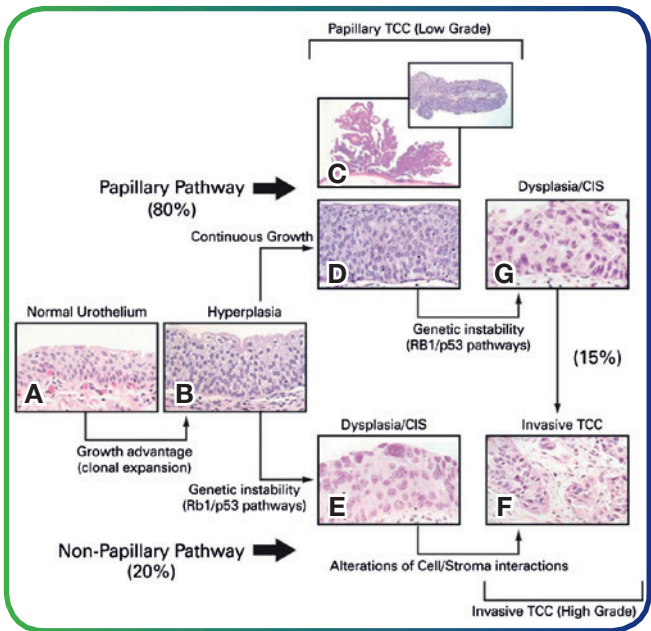 Papillary TCC (Low Grade)
C
Papillary Pathway
(80%)
Dysplasia/CIS
Continuous Growth
D
G
Normal Urothelium
Hyperplasia
Genetic instability
(RB1/p53 pathways)
(15%)
A
B
Growth advantage
(clonal expansion)
Dysplasia/CIS
Invasive TCC
Genetic instability
(Rb1/p53 pathways)
E
F
Non-Papillary Pathway
(20%)
Alterations of Cell/Stroma interactions
Invasive TCC (High Grade)